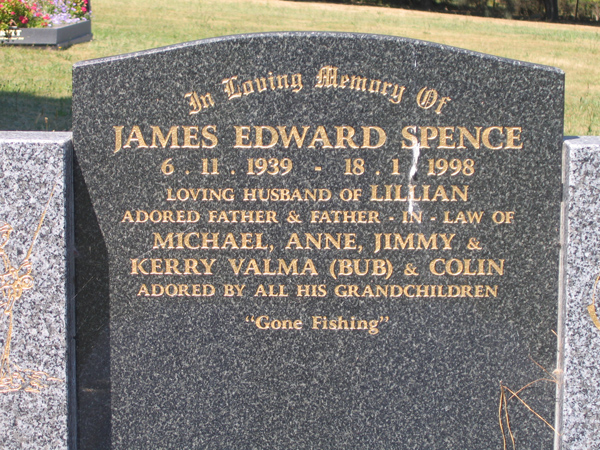 In Loving Memory Of
JAMES EDWARD SPENCE
6 . 11 . 1939 - 18 . 1 . 1998
LOVING HUSBAND OF LILLIAN
ADORED FATHER & FATHER - IN - LAW OF
MICHAEL, ANNE, JIMMY &
KERRY VALMA (BUB) & COLIN
ADORED BY ALL HIS GRANDCHILDREN
"Gone Fishing"